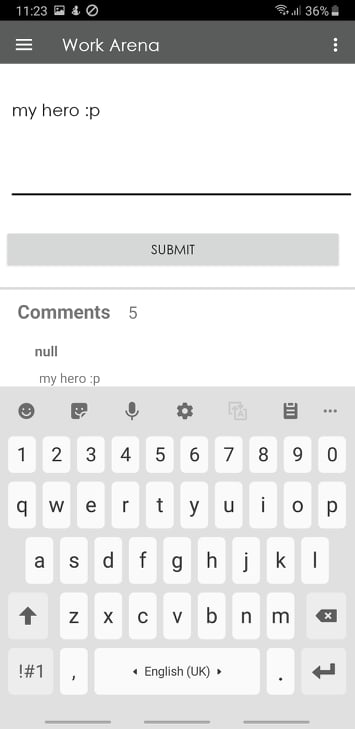 11:23 36%
Work Arena
my hero :p
SUBMIT
Comments 5
null
my hero :p
1 2 3 4 5 6 7 8 9 0
q w e r t y u i o p
a s d f g h j k l
z x c v b n m
!#1 , English (UK) .